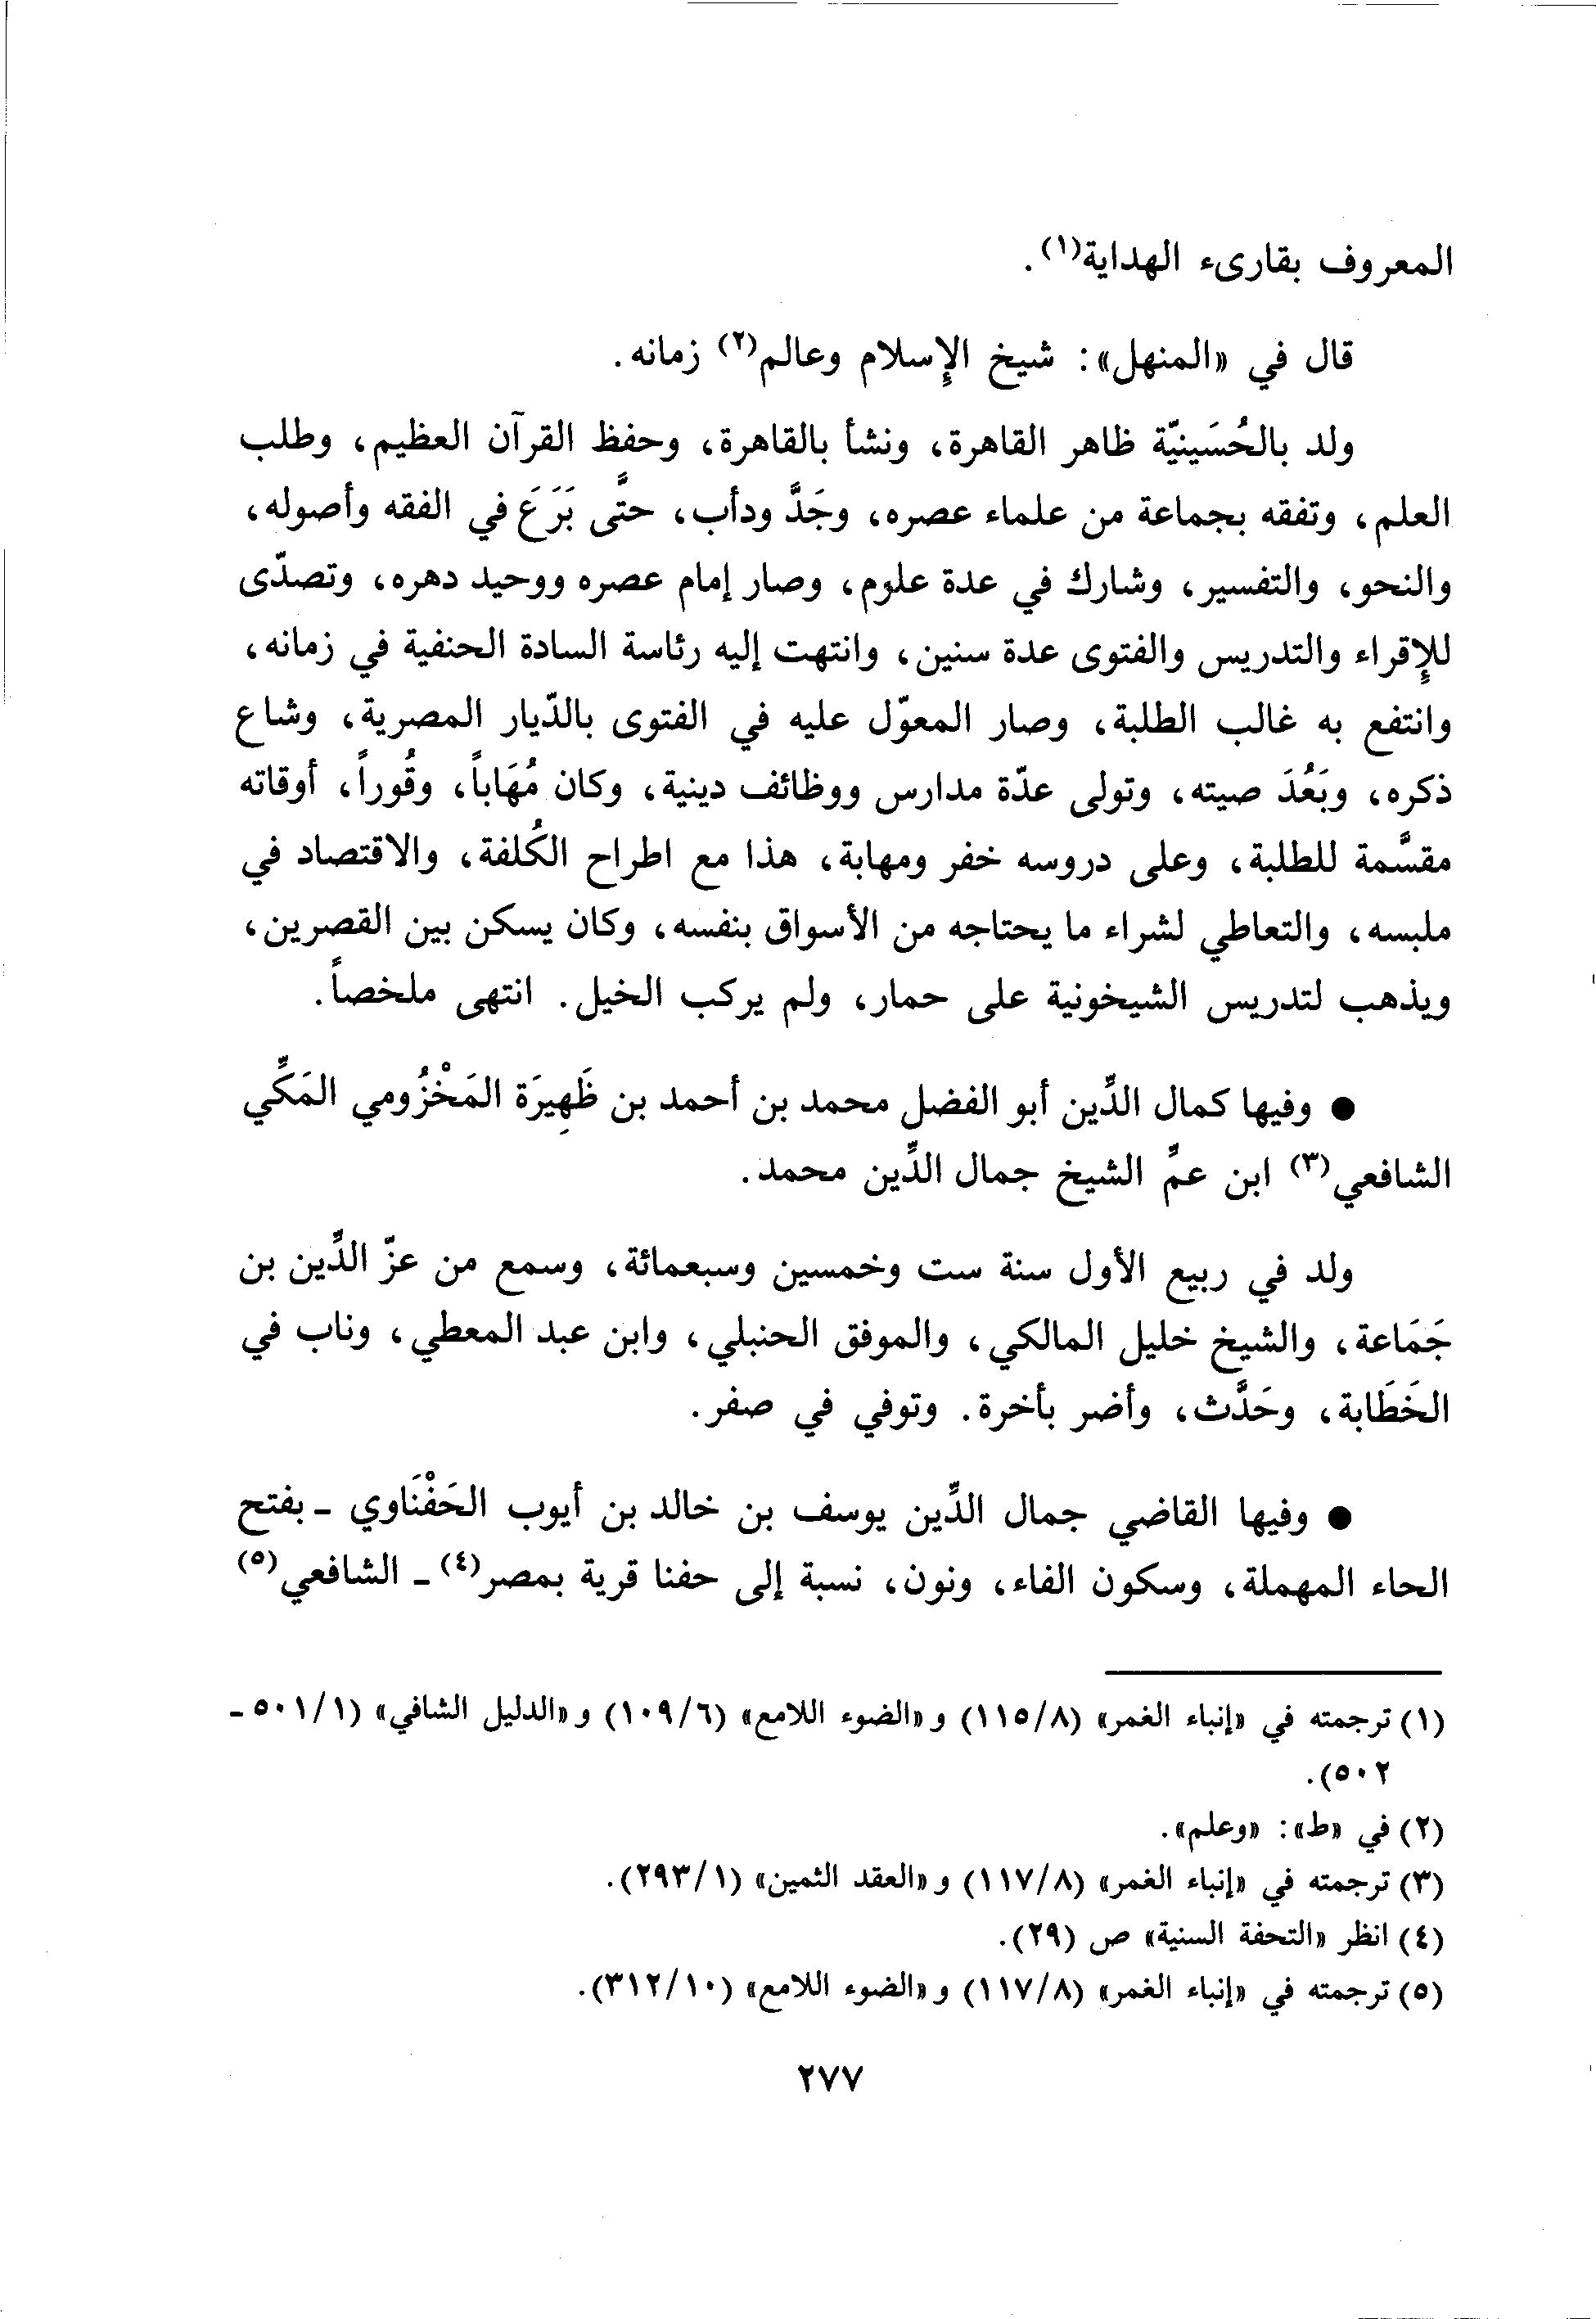 المعروف بقارىء الهداية(١).
قال في «المنهل»: شيخ الإِسلام وعالم(٢) زمانه.
ولد بالحُسَينيّة ظاهر القاهرة، ونشأ بالقاهرة، وحفظ القرآن العظيم، وطلب
العلم، وتفقه بجماعة من علماء عصره، وجَدَّ ودأب، حتَّى بَرَعَ في الفقه وأصوله،
والنحو، والتفسير، وشارك في عدة علوم، وصار إمام عصره ووحيد دهره، وتصدّى
للإِقراء والتدريس والفتوى عدة سنين، وانتهت إليه رئاسة السادة الحنفية في زمانه،
وانتفع به غالب الطلبة، وصار المعوّل عليه في الفتوى بالدّيار المصرية، وشاع
ذكره، وبَعُدَ صيته، وتولى عدّة مدارس ووظائف دينية، وكان مُهَاباً، وقُوراً، أوقاته
مقسَّمة للطلبة، وعلى دروسه خفر ومهابة، هذا مع اطراح الكُلفة، والاقتصاد في
ملبسه، والتعاطي لشراء ما يحتاجه من الأسواق بنفسه، وكان يسكن بين القصرين،
ويذهب لتدريس الشيخونية على حمار، ولم يركب الخيل. انتهى ملخصاً.
● وفيها كمال الدِّين أبو الفضل محمد بن أحمد بن ظَهِيرَة المَخْزُومي المَكِّي
الشافعي(٣) ابن عمِّ الشيخ جمال الدِّين محمد.
ولد في ربيع الأول سنة ست وخمسين وسبعمائة، وسمع من عزّ الدِّين بن
جَمَاعة، والشيخ خليل المالكي، والموفق الحنبلي، وابن عبد المعطي، وناب في
الخَطَابة، وحَدَّث، وأضر بأخرة. وتوفي في صفر.
● وفيها القاضي جمال الدِّين يوسف بن خالد بن أيوب الحَفْنَاوي - بفتح
الحاء المهملة، وسكون الفاء، ونون، نسبة إلى حفنا قرية بمصر(٤) - الشافعي(٥)
(١) ترجمته في «إنباء الغمر» (١١٥/٨) و «الضوء اللامع» (١٠٩/٦) و «الدليل الشافي» (٥٠١/١ -
٥٠٢).
(٢) في «ط»: «وعلم».
(٣) ترجمته في «إنباء الغمر» (١١٧/٨) و «العقد الثمين» (٢٩٣/١).
(٤) انظر «التحفة السنية» ص (٢٩).
(٥) ترجمته في «إنباء الغمر» (١١٧/٨) و «الضوء اللامع» (٣١٢/١٠).
٢٧٧